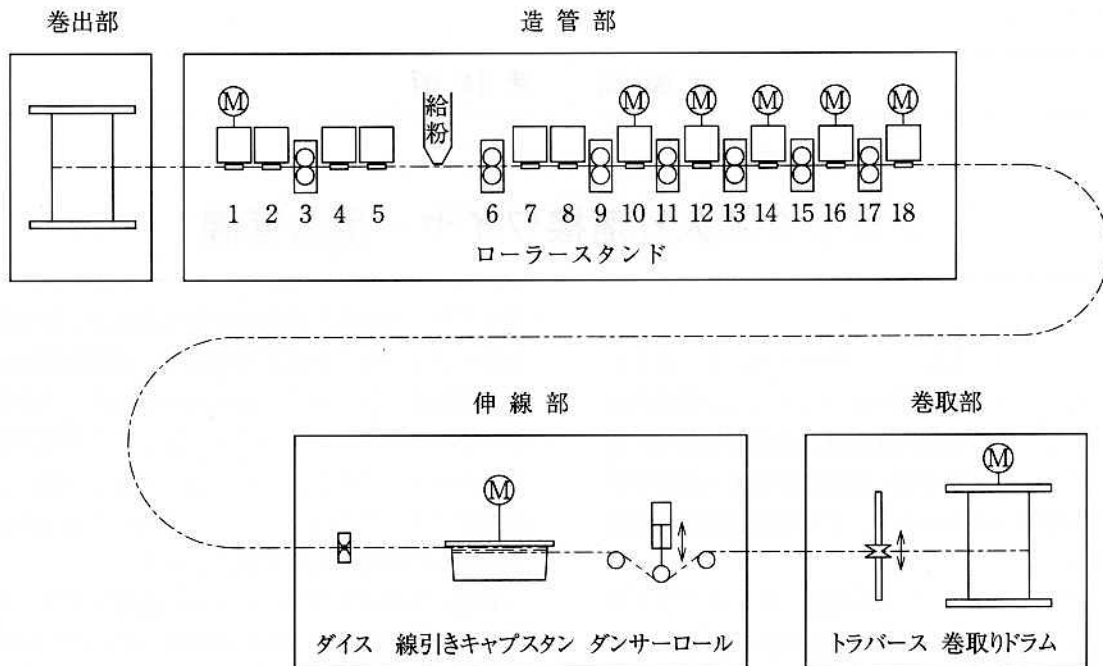 巻出部
造管部
M
給粉
M M M M M
1 2 3 4 5 6 7 8 9 10 11 12 13 14 15 16 17 18
ローラースタンド
伸線部
巻取部
M
M
ダイス 線引きキャプスタン ダンサーロール
トラバース 巻取りドラム